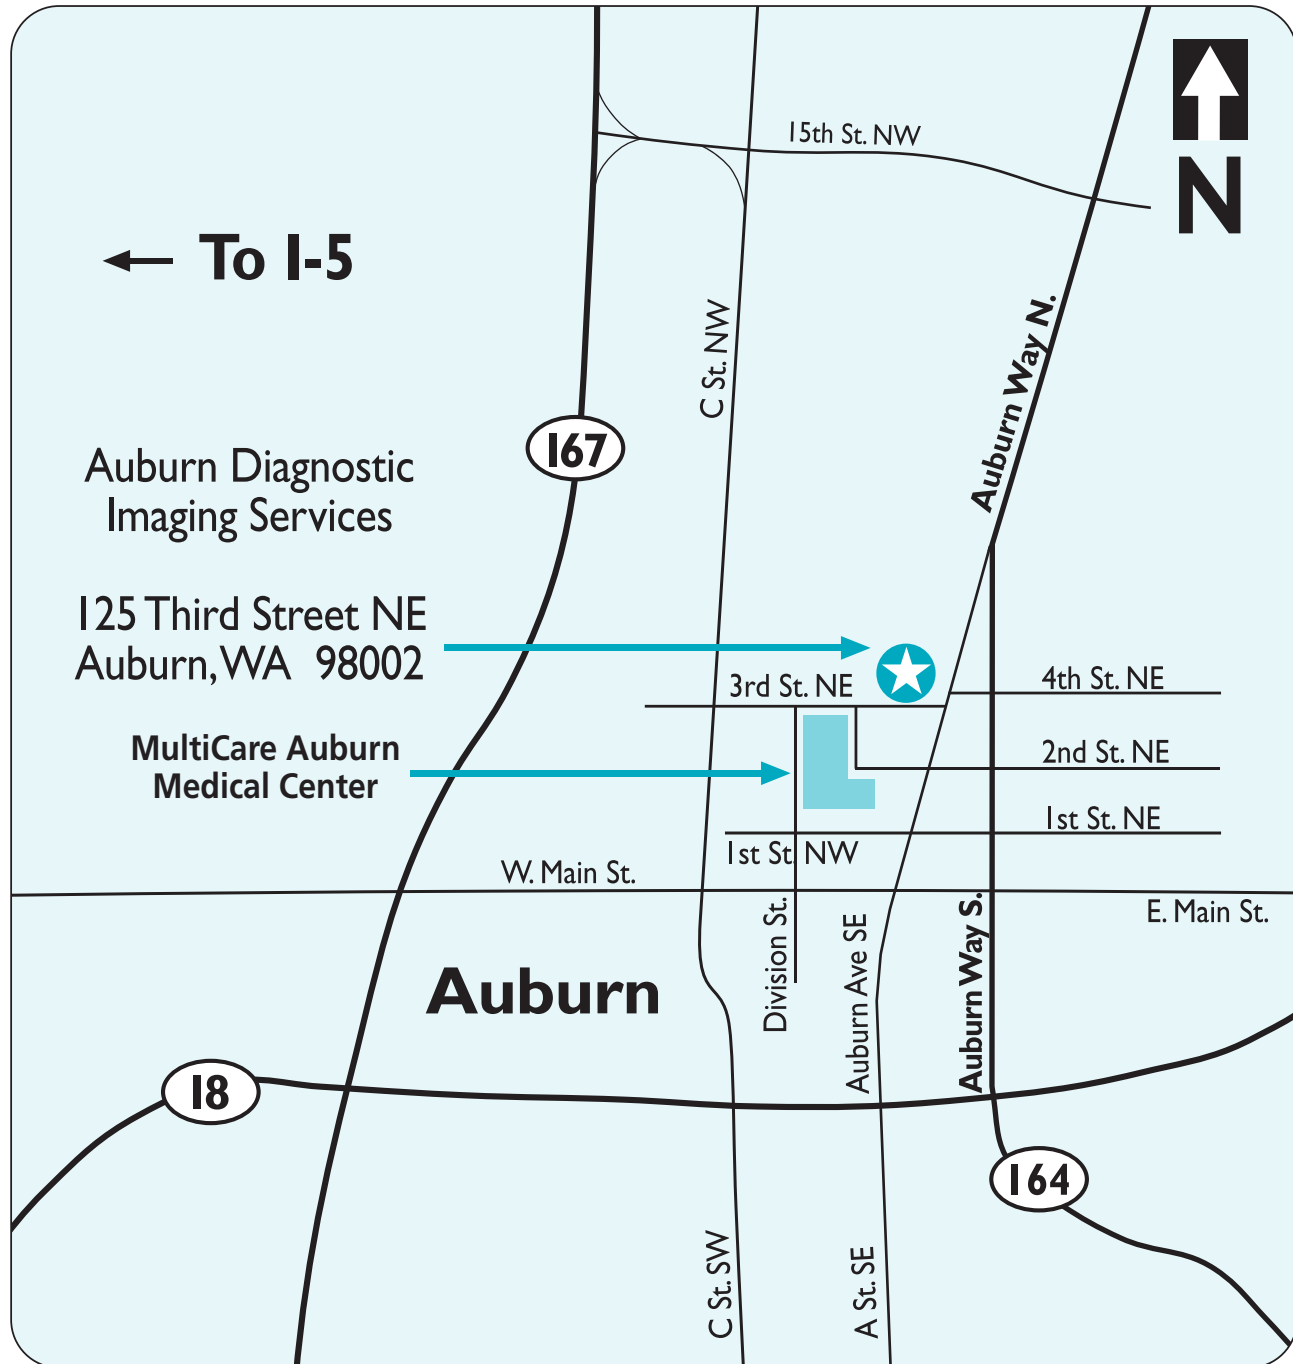 15th St. NW
N
To I-5
C St. NW
Auburn Way N.
167
Auburn Diagnostic
Imaging Services
125 Third Street NE
Auburn, WA 98002
3rd St. NE
4th St. NE
MultiCare Auburn
Medical Center
2nd St. NE
1st St. NE
1st St. NW
W. Main St.
E. Main St.
Division St.
Auburn Ave SE
Auburn Way S.
Auburn
18
164
C St. SW
A St. SE